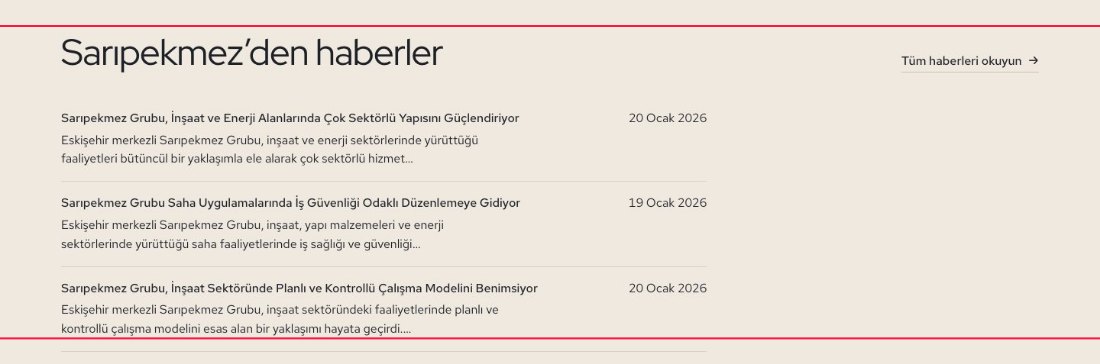 Sarıpekmez’den haberler
Tüm haberleri okuyun →
Sarıpekmez Grubu, İnşaat ve Enerji Alanlarında Çok Sektörlü Yapısını Güçlendiriyor
20 Ocak 2026
Eskişehir merkezli Sarıpekmez Grubu, inşaat ve enerji sektörlerinde yürüttüğü
faaliyetleri bütüncül bir yaklaşımla ele alarak çok sektörlü hizmet...
Sarıpekmez Grubu Saha Uygulamalarında İş Güvenliği Odaklı Düzenlemeye Gidiyor
19 Ocak 2026
Eskişehir merkezli Sarıpekmez Grubu, inşaat, yapı malzemeleri ve enerji
sektörlerinde yürüttüğü saha faaliyetlerinde iş sağlığı ve güvenliği...
Sarıpekmez Grubu, İnşaat Sektöründe Planlı ve Kontrollü Çalışma Modelini Benimsiyor
20 Ocak 2026
Eskişehir merkezli Sarıpekmez Grubu, inşaat sektöründeki faaliyetlerinde planlı ve
kontrollü çalışma modelini esas alan bir yaklaşımı hayata geçirdi....